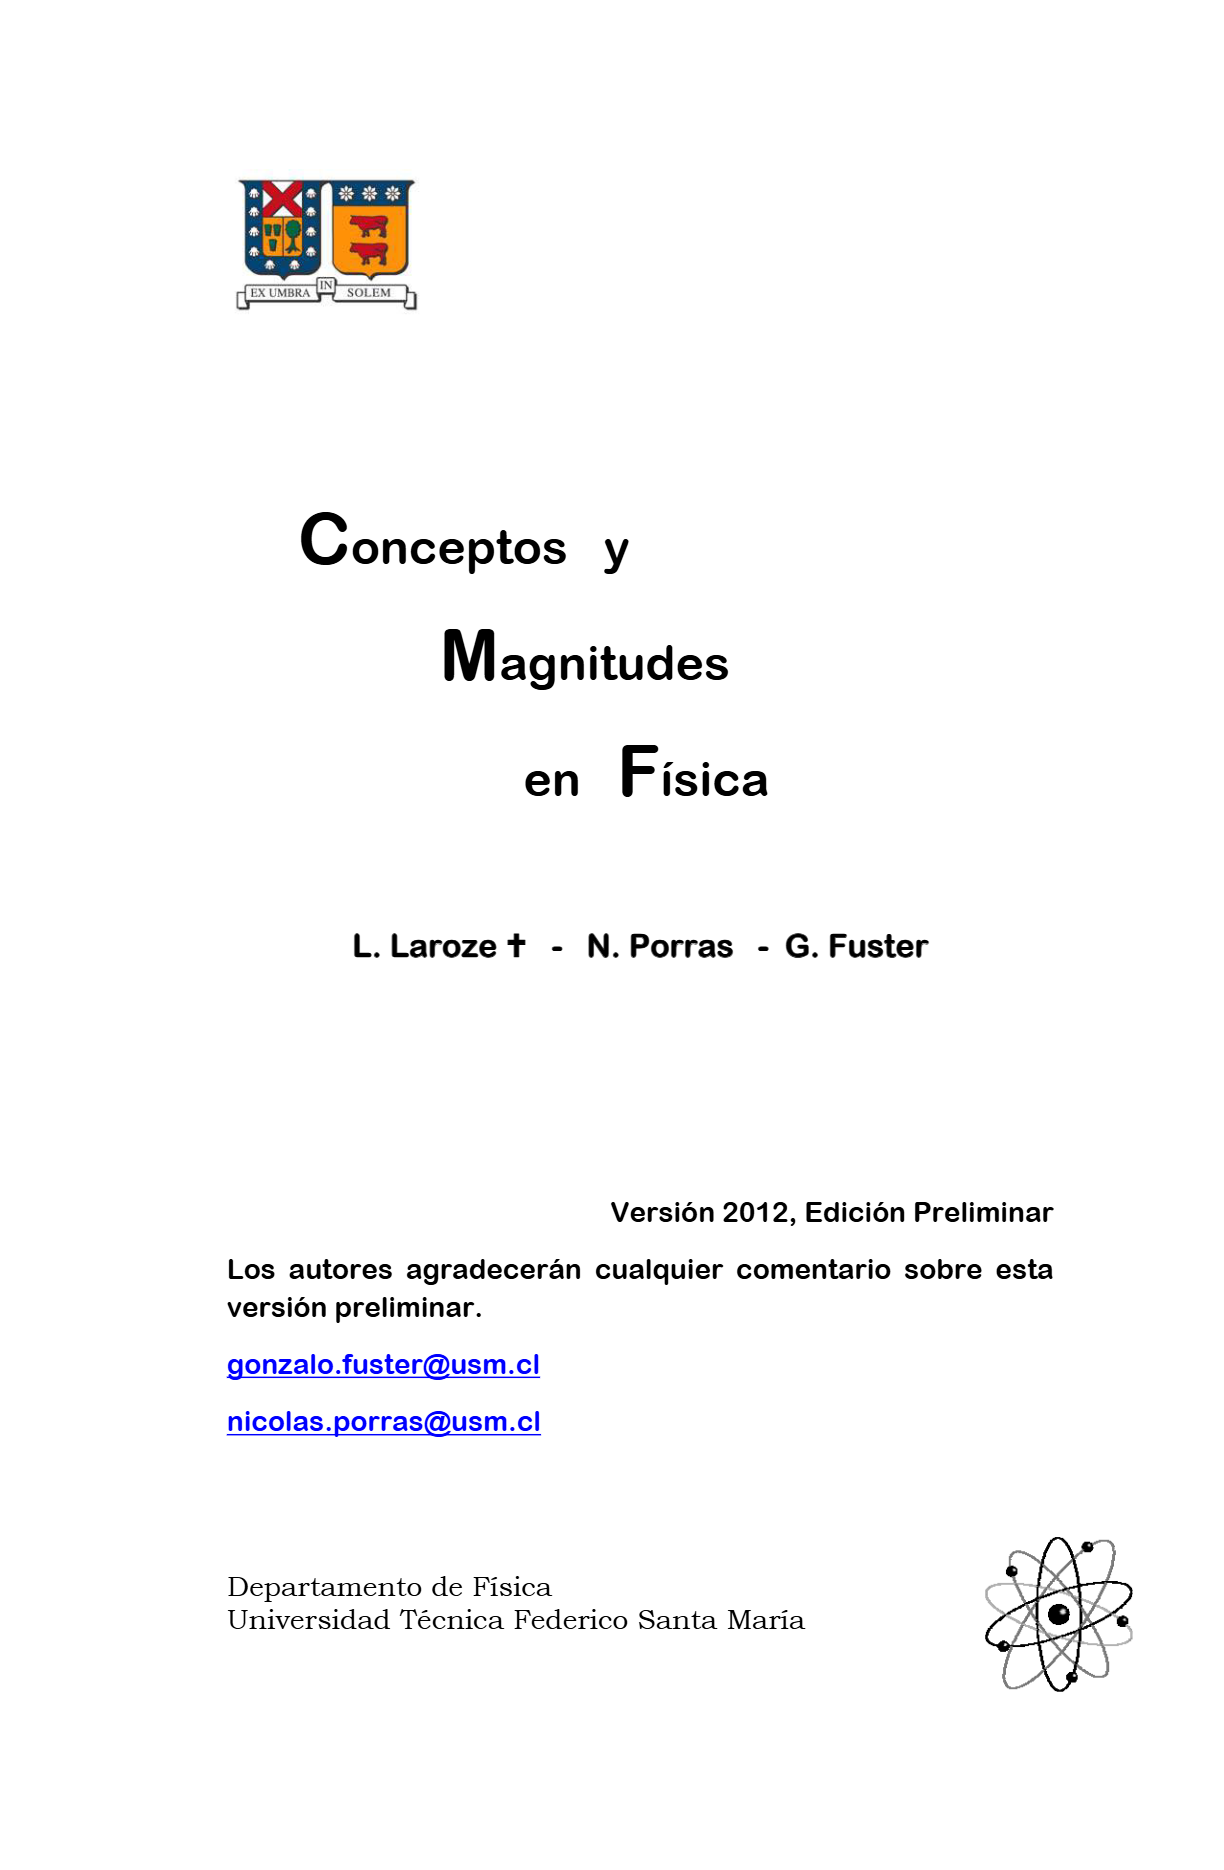 EX UMBRA IN SOLEM
Conceptos y
Magnitudes
en Física
L. Laroze ✝ - N. Porras - G. Fuster
Versión 2012, Edición Preliminar
Los autores agradecerán cualquier comentario sobre esta
versión preliminar.
gonzalo.fuster@usm.cl
nicolas.porras@usm.cl
Departamento de Física
Universidad Técnica Federico Santa María